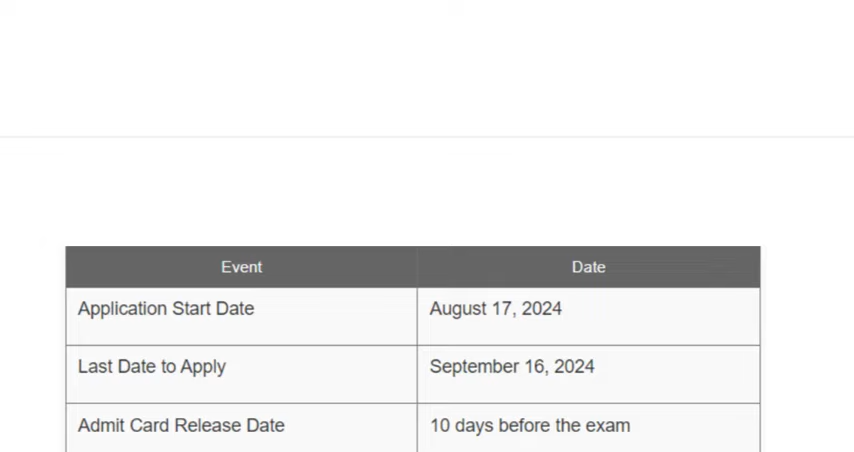 Event Date
Application Start Date August 17, 2024
Last Date to Apply September 16, 2024
Admit Card Release Date 10 days before the exam